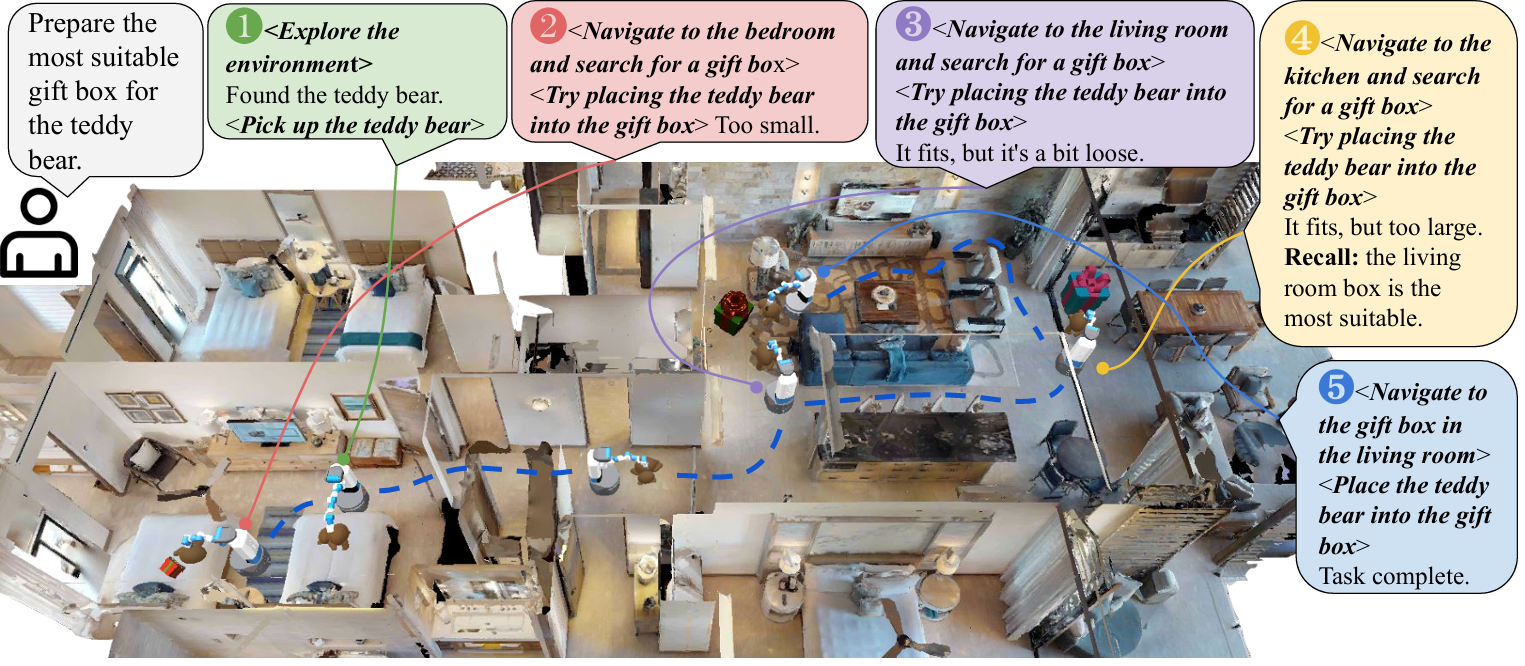 Prepare the
most suitable
gift box for
the teddy
bear.
1 <Explore the
environment>
Found the teddy bear.
<Pick up the teddy bear>
2 <Navigate to the bedroom
and search for a gift box>
<Try placing the teddy bear
into the gift box> Too small.
3 <Navigate to the living room
and search for a gift box>
<Try placing the teddy bear into
the gift box>
It fits, but it's a bit loose.
4 <Navigate to the
kitchen and search
for a gift box>
<Try placing the
teddy bear into the
gift box>
It fits, but too large.
Recall: the living
room box is the
most suitable.
5 <Navigate to
the gift box in
the living room>
<Place the teddy
bear into the gift
box>
Task complete.